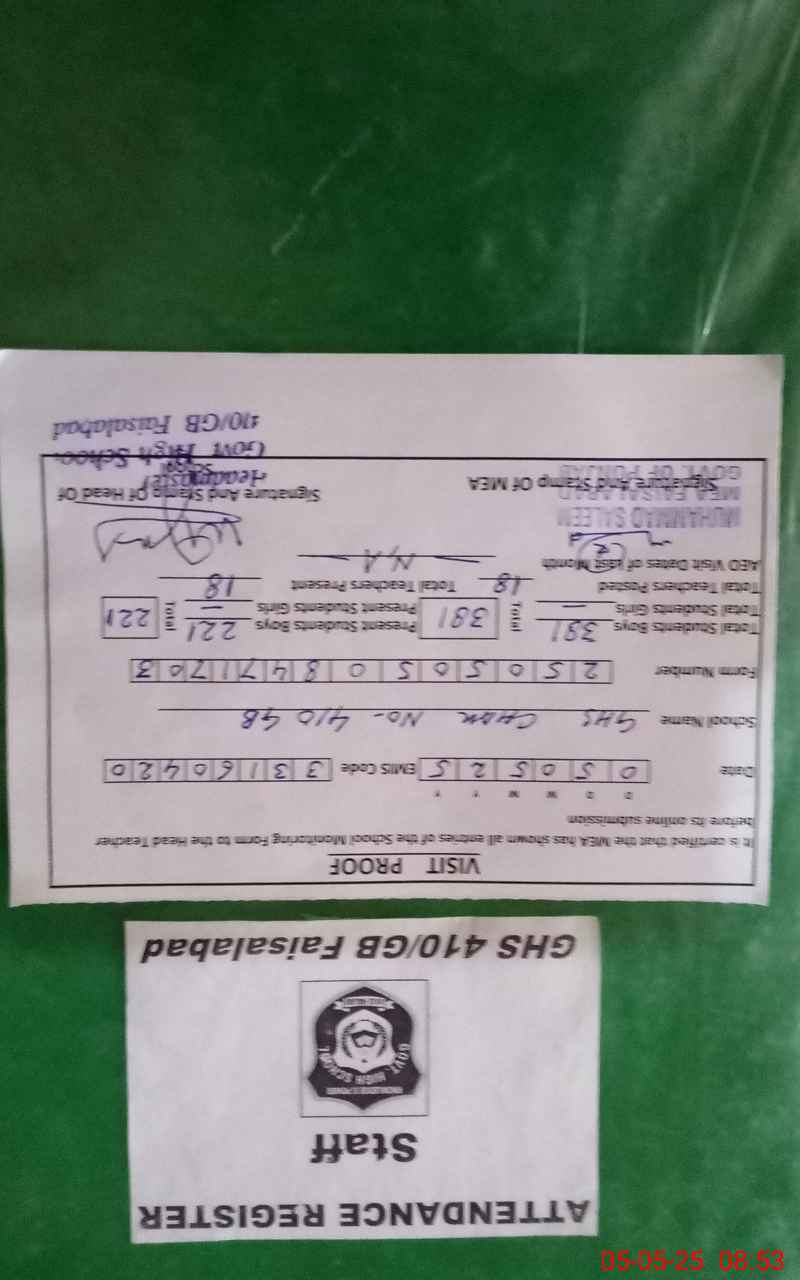 ATTENDANCE REGISTER
Staff
KNOWLEDGE IS POWER
GOVT. HIGH SCHOOL
GHS 410/GB Faisalabad
VISIT PROOF
It is certified that the MEA has shown all entries of the School Monitoring Form to the Head Teacher
before its online submission
D D M M Y Y
Date 0 5 0 5 2 5 EMIS Code 3 3 1 1 6 0 4 2 0
School Name GHS CHAK No- 410 GB
Form Number 2 5 0 5 0 5 0 8 4 7 1 7 0 3
Total Students Boys 381 Total 381 Present Students Boys 221 Total 221
Total Students Girls — Present Students Girls —
Total Teachers Posted 18 Total Teachers Present 18
AEO Visit Dates of Last Month N,A
MUHAMMAD SALEEM
MEA FAISALABAD
GOVT. OF PUNJAB
Signature And Stamp Of MEA Signature And Stamp Of Head Of School
Headmaster
Govt High School
410/GB Faisalabad
05-05-25 08:53